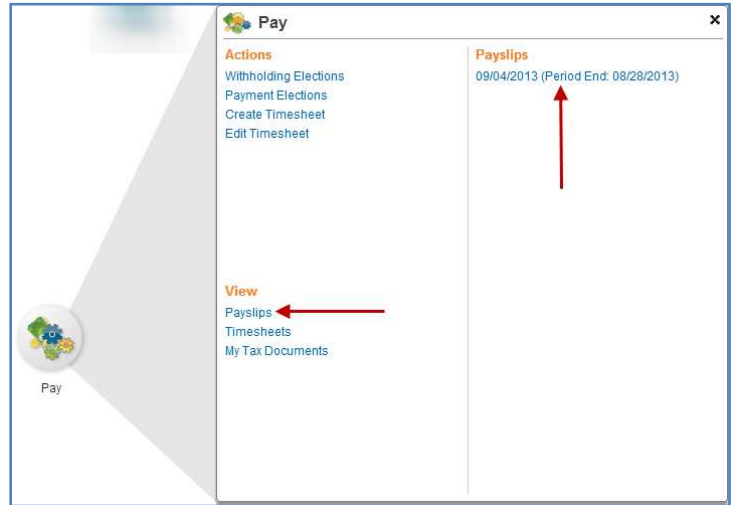 Pay
Actions
Withholding Elections
Payment Elections
Create Timesheet
Edit Timesheet
Payslips
09/04/2013 (Period End: 08/28/2013)
View
Payslips
Timesheets
My Tax Documents
Pay